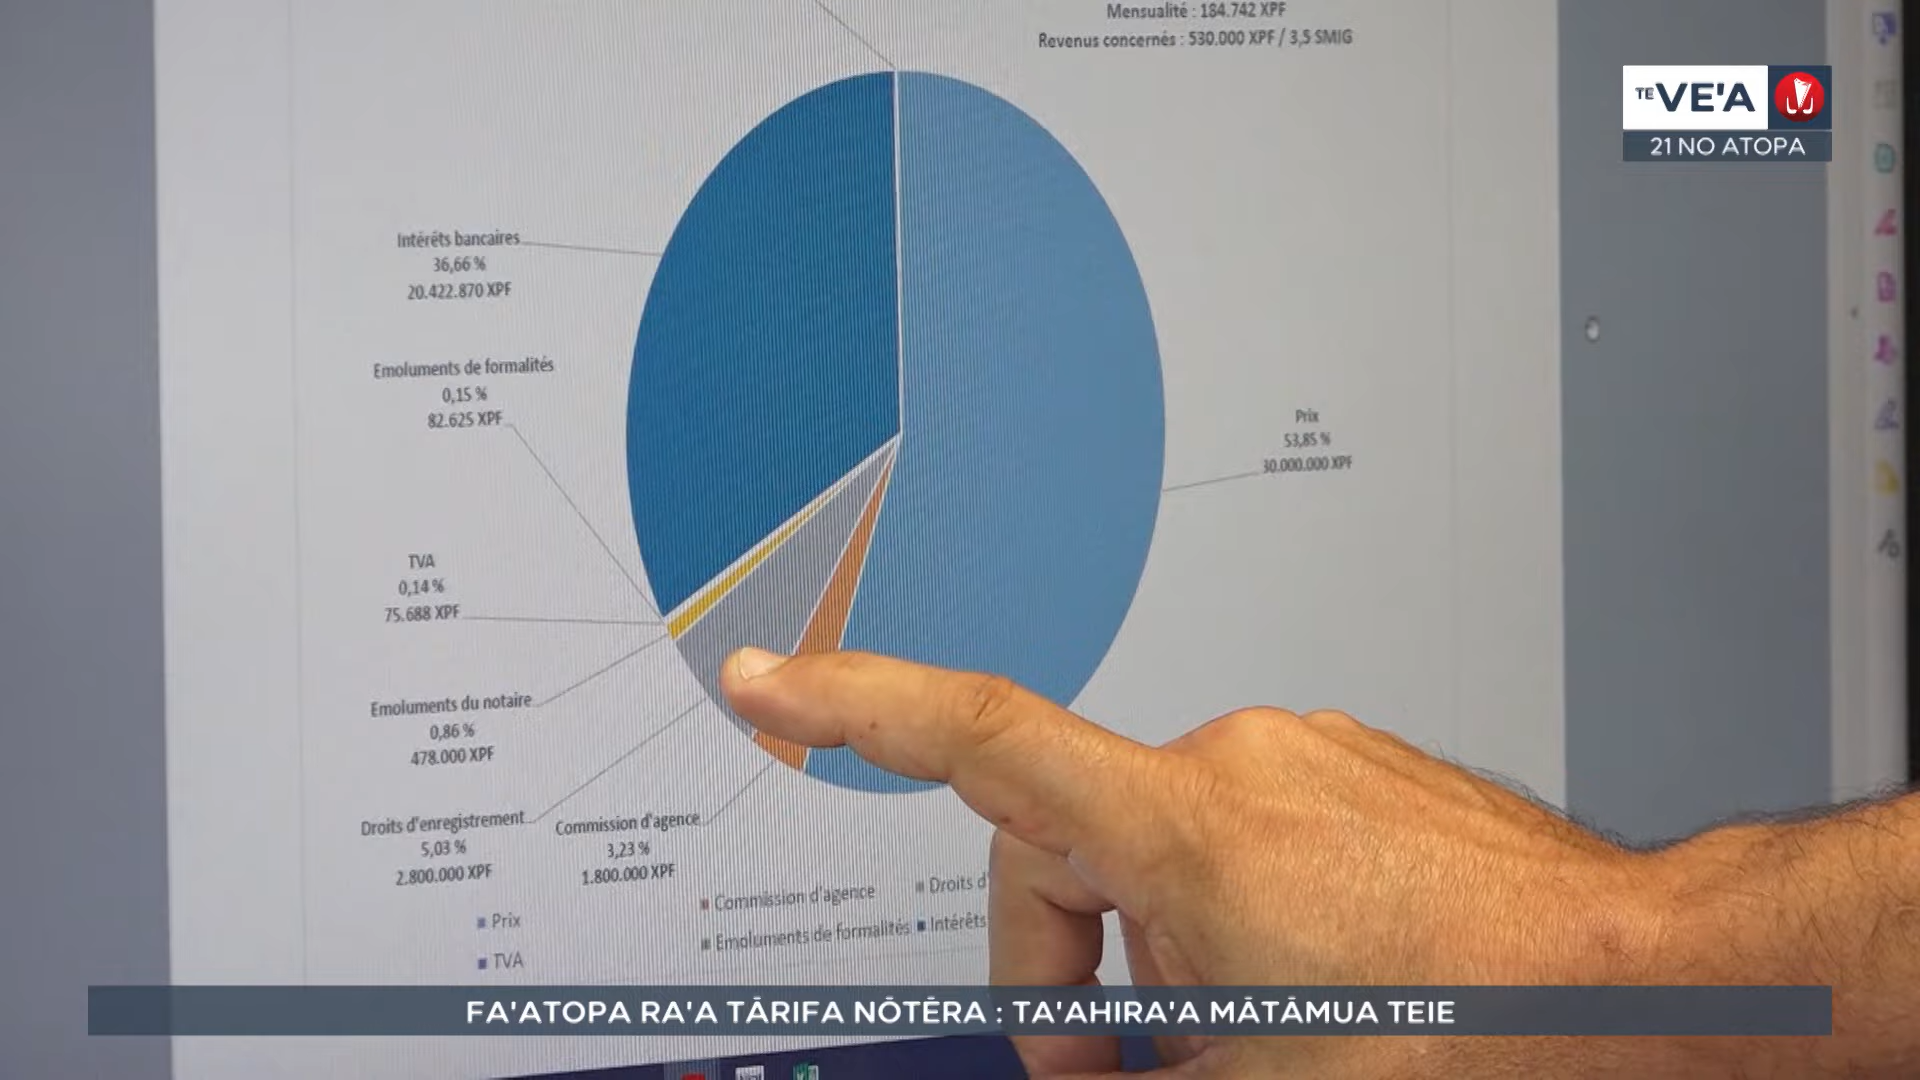 Mensualité : 184.742 XPF
Revenus concernés : 530.000 XPF / 3,5 SMIG
TE VE'A
21 NO ATOPA
Intérêts bancaires
36,66 %
20.422.870 XPF
Emoluments de formalités
0,15 %
82.625 XPF
Prix
53,85 %
30.000.000 XPF
TVA
0,14 %
75.688 XPF
Emoluments du notaire
0,86 %
478.000 XPF
Droits d'enregistrement
5,03 %
2.800.000 XPF
Commission d'agence
3,23 %
1.800.000 XPF
Prix
Commission d'agence
Droits d'
TVA
Emoluments de formalités
Intérêts
FA'ATOPA RA'A TĀRIFA NŌTĒRA : TA'AHIRA'A MĀTĀMUA TEIE